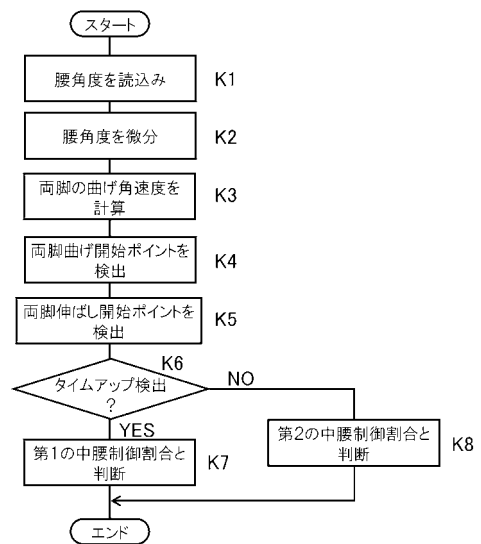 スタート
腰角度を読込み
K1
腰角度を微分
K2
両脚の曲げ角速度を
計算
K3
両脚曲げ開始ポイントを
検出
K4
両脚伸ばし開始ポイントを
検出
K5
K6
タイムアップ検出
?
NO
YES
第1の中腰制御割合と
判断
K7
第2の中腰制御割合と
判断
K8
エンド